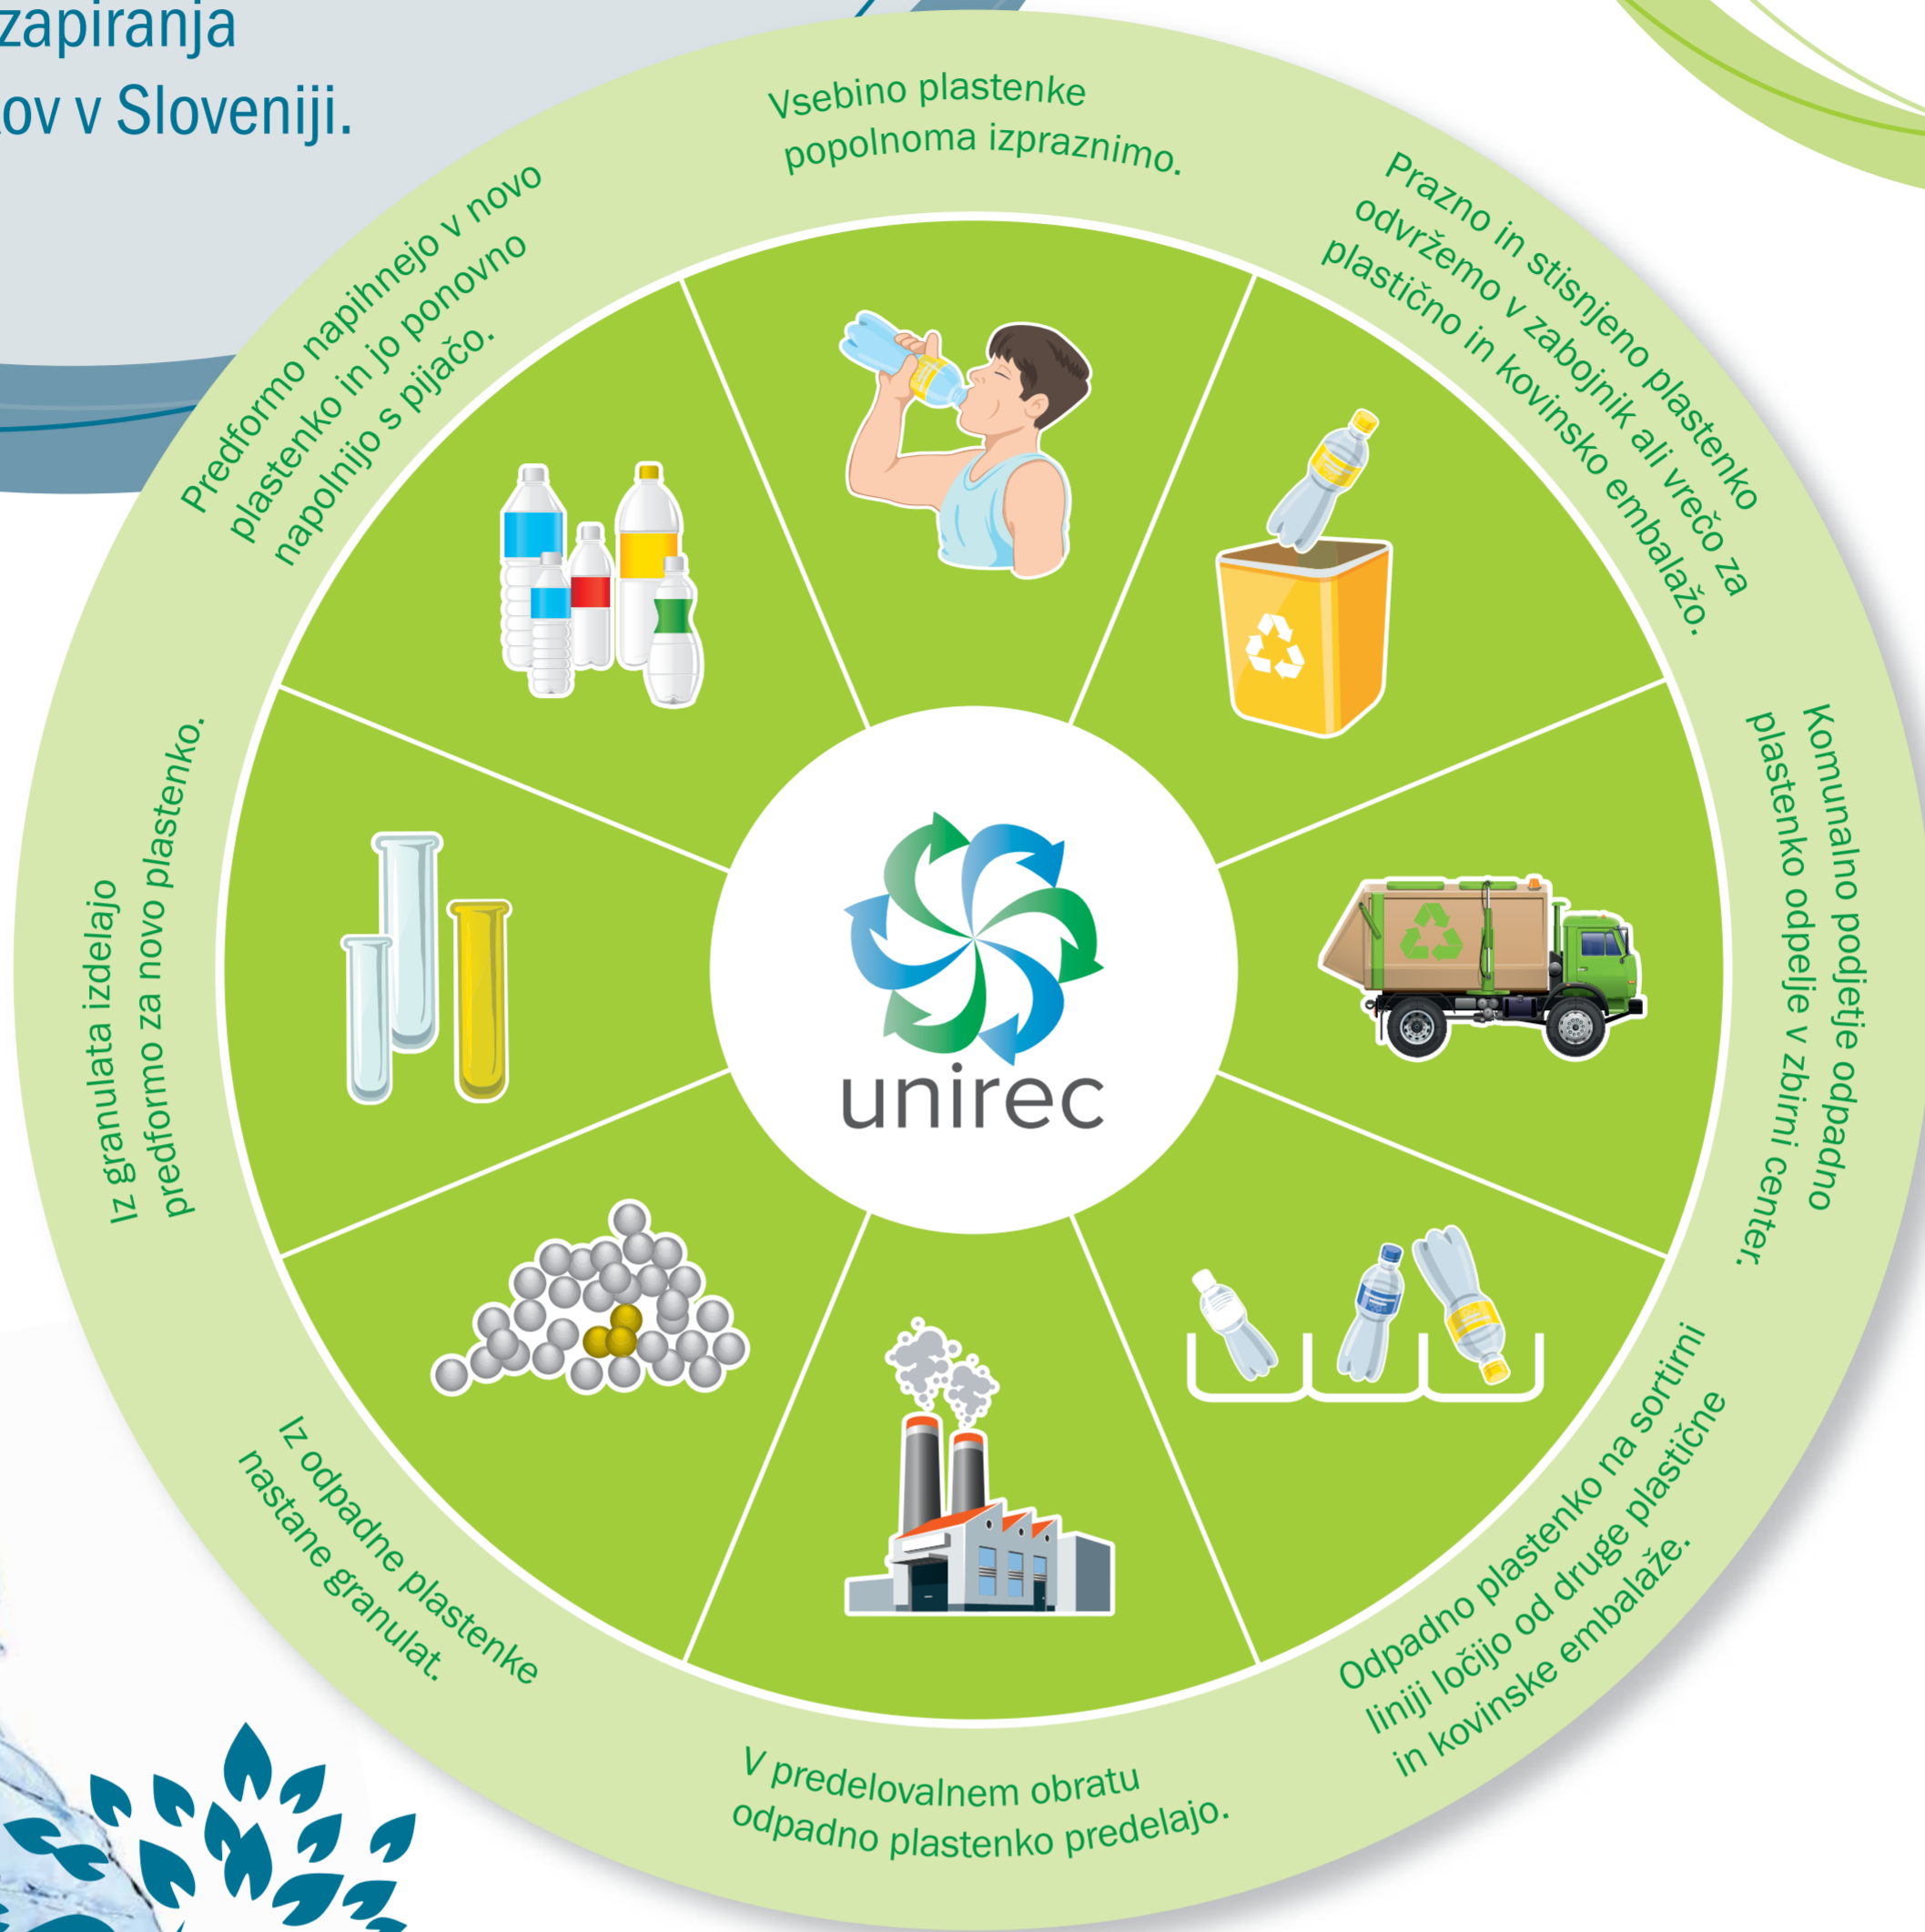 zapiranja
ov v Sloveniji.
Vsebino plastenke
popolnoma izpraznimo.
Prazno in stisnjeno plastenko
odvržemo v zabojnik ali vrečo za
plastično in kovinsko embalažo.
Komunalno podjetje odpadno
plastenko odpelje v zbirni center.
Odpadno plastenko na sortirni
liniji ločijo od druge plastične
in kovinske embalaže.
V predelovalnem obratu
odpadno plastenko predelajo.
Iz odpadne plastenke
nastane granulat.
Iz granulata izdelajo
predformo za novo plastenko.
Predformo napihnejo v novo
plastenko in jo ponovno
napolnijo s pijačo.
unirec